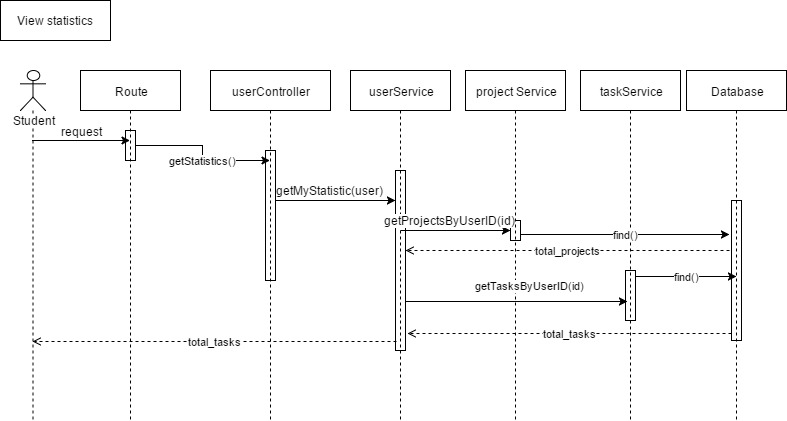 View statistics
Route
userController
userService
project Service
taskService
Database
Student
request
getStatistics()
getMyStatistic(user)
getProjectsByUserID(id)
find()
total_projects
find()
getTasksByUserID(id)
total_tasks
total_tasks